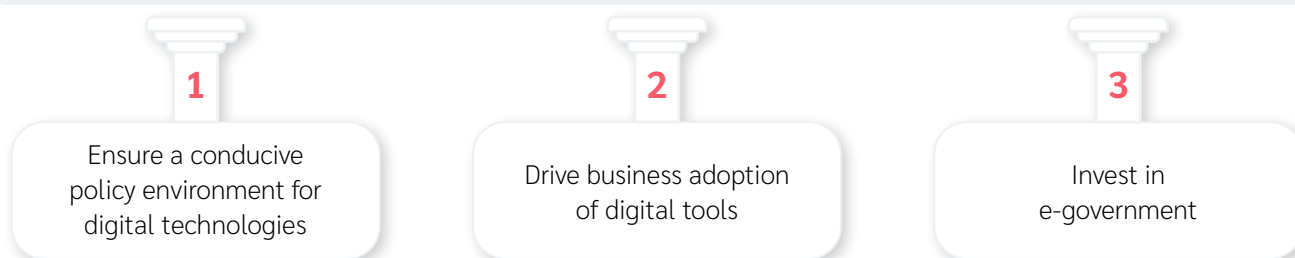 1
Ensure a conducive
policy environment for
digital technologies
2
Drive business adoption
of digital tools
3
Invest in
e-government